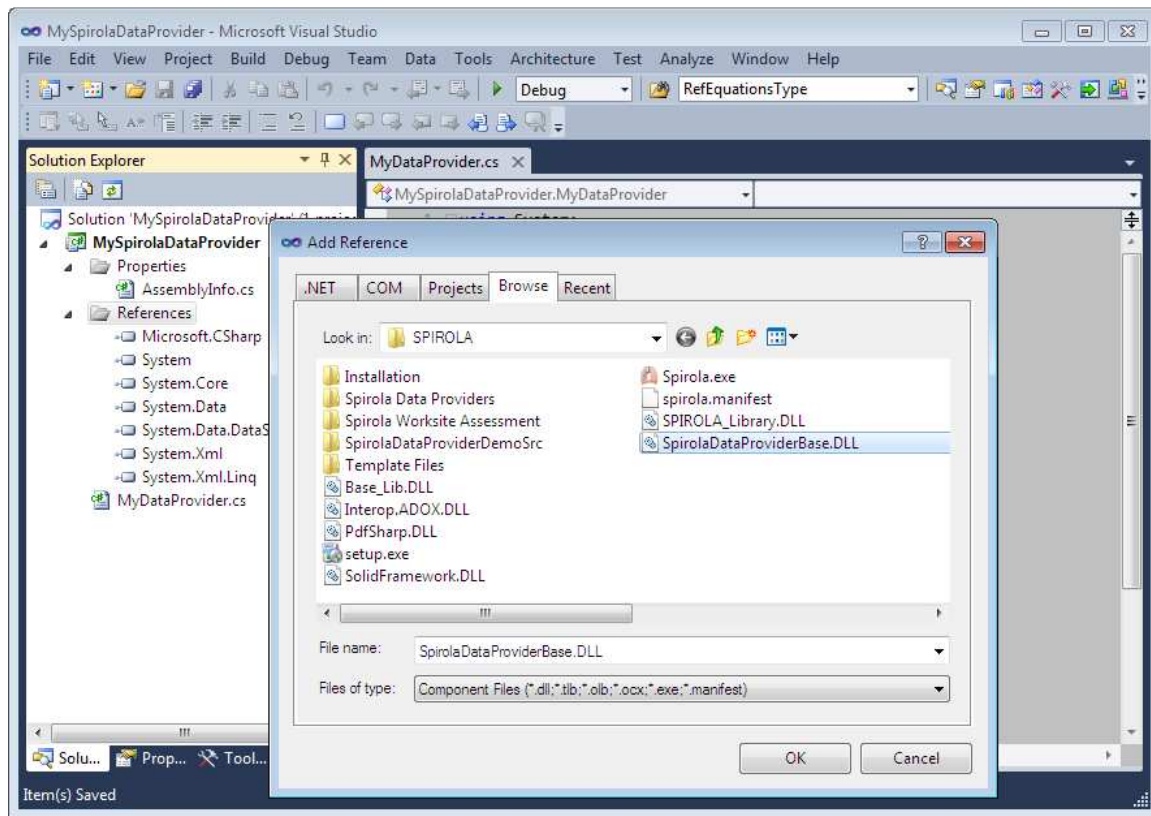 MySpirolaDataProvider - Microsoft Visual Studio
File Edit View Project Build Debug Team Data Tools Architecture Test Analyze Window Help
Debug RefEquationsType
Solution Explorer
MyDataProvider.cs
MySpirolaDataProvider.MyDataProvider
Solution 'MySpirolaDataProvider'
MySpirolaDataProvider
Properties
AssemblyInfo.cs
References
Microsoft.CSharp
System
System.Core
System.Data
System.Data.DataS
System.Xml
System.Xml.Linq
MyDataProvider.cs
Add Reference
.NET COM Projects Browse Recent
Look in: SPIROLA
Installation
Spirola Data Providers
Spirola Worksite Assessment
SpirolaDataProviderDemoSrc
Template Files
Base_Lib.DLL
Interop.ADOX.DLL
PdfSharp.DLL
setup.exe
SolidFramework.DLL
Spirola.exe
spirola.manifest
SPIROLA_Library.DLL
SpirolaDataProviderBase.DLL
File name: SpirolaDataProviderBase.DLL
Files of type: Component Files (*.dll;*.tlb;*.olb;*.ocx;*.exe;*.manifest)
OK Cancel
Solu... Prop... Tool...
Item(s) Saved